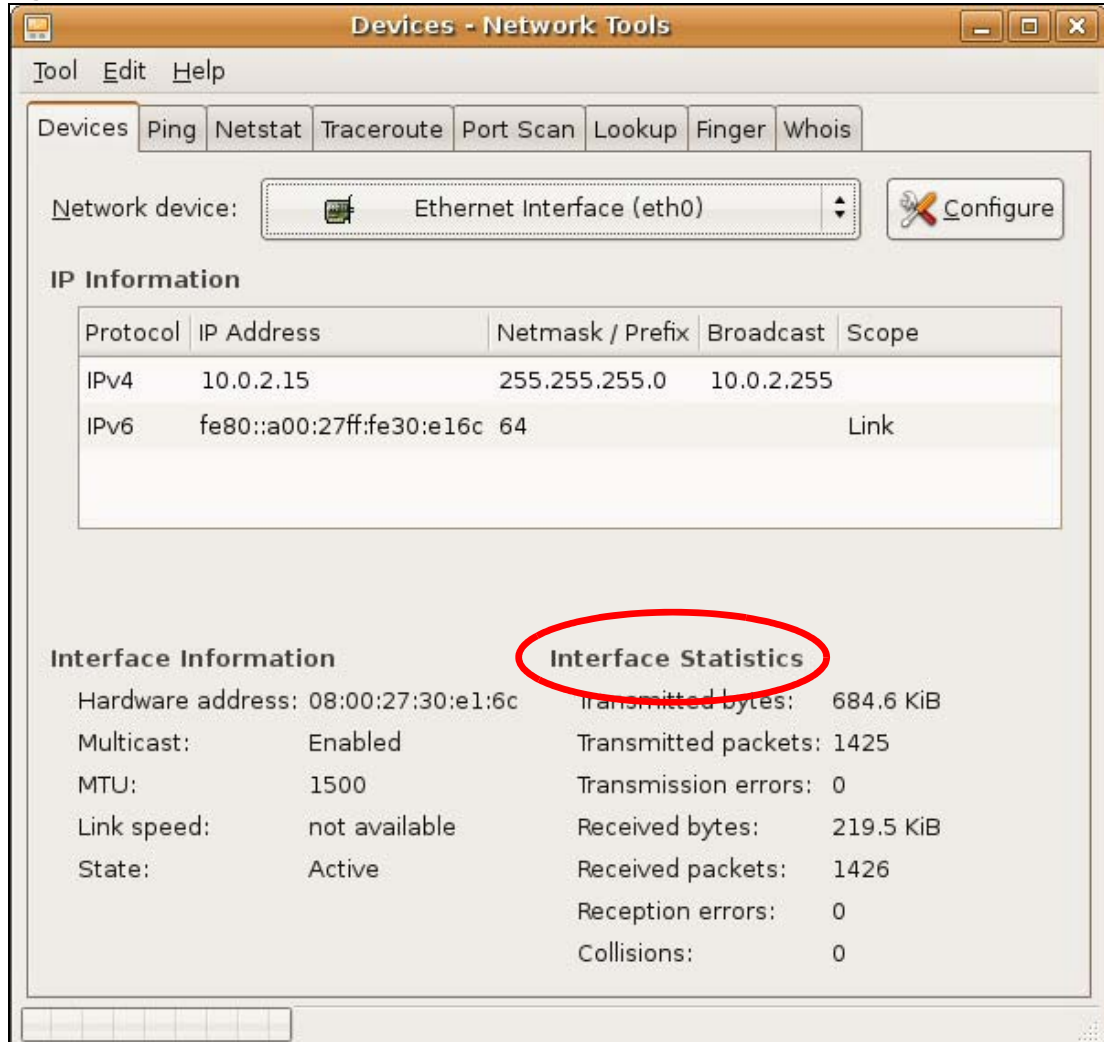 Devices - Network Tools
Tool Edit Help
Devices Ping Netstat Traceroute Port Scan Lookup Finger Whois
Network device: Ethernet Interface (eth0) Configure
IP Information
Protocol IP Address Netmask / Prefix Broadcast Scope
IPv4 10.0.2.15 255.255.255.0 10.0.2.255
IPv6 fe80::a00:27ff:fe30:e16c 64 Link
Interface Information Interface Statistics
Hardware address: 08:00:27:30:e1:6c Transmitted bytes: 684.6 KiB
Multicast: Enabled Transmitted packets: 1425
MTU: 1500 Transmission errors: 0
Link speed: not available Received bytes: 219.5 KiB
State: Active Received packets: 1426
Reception errors: 0
Collisions: 0